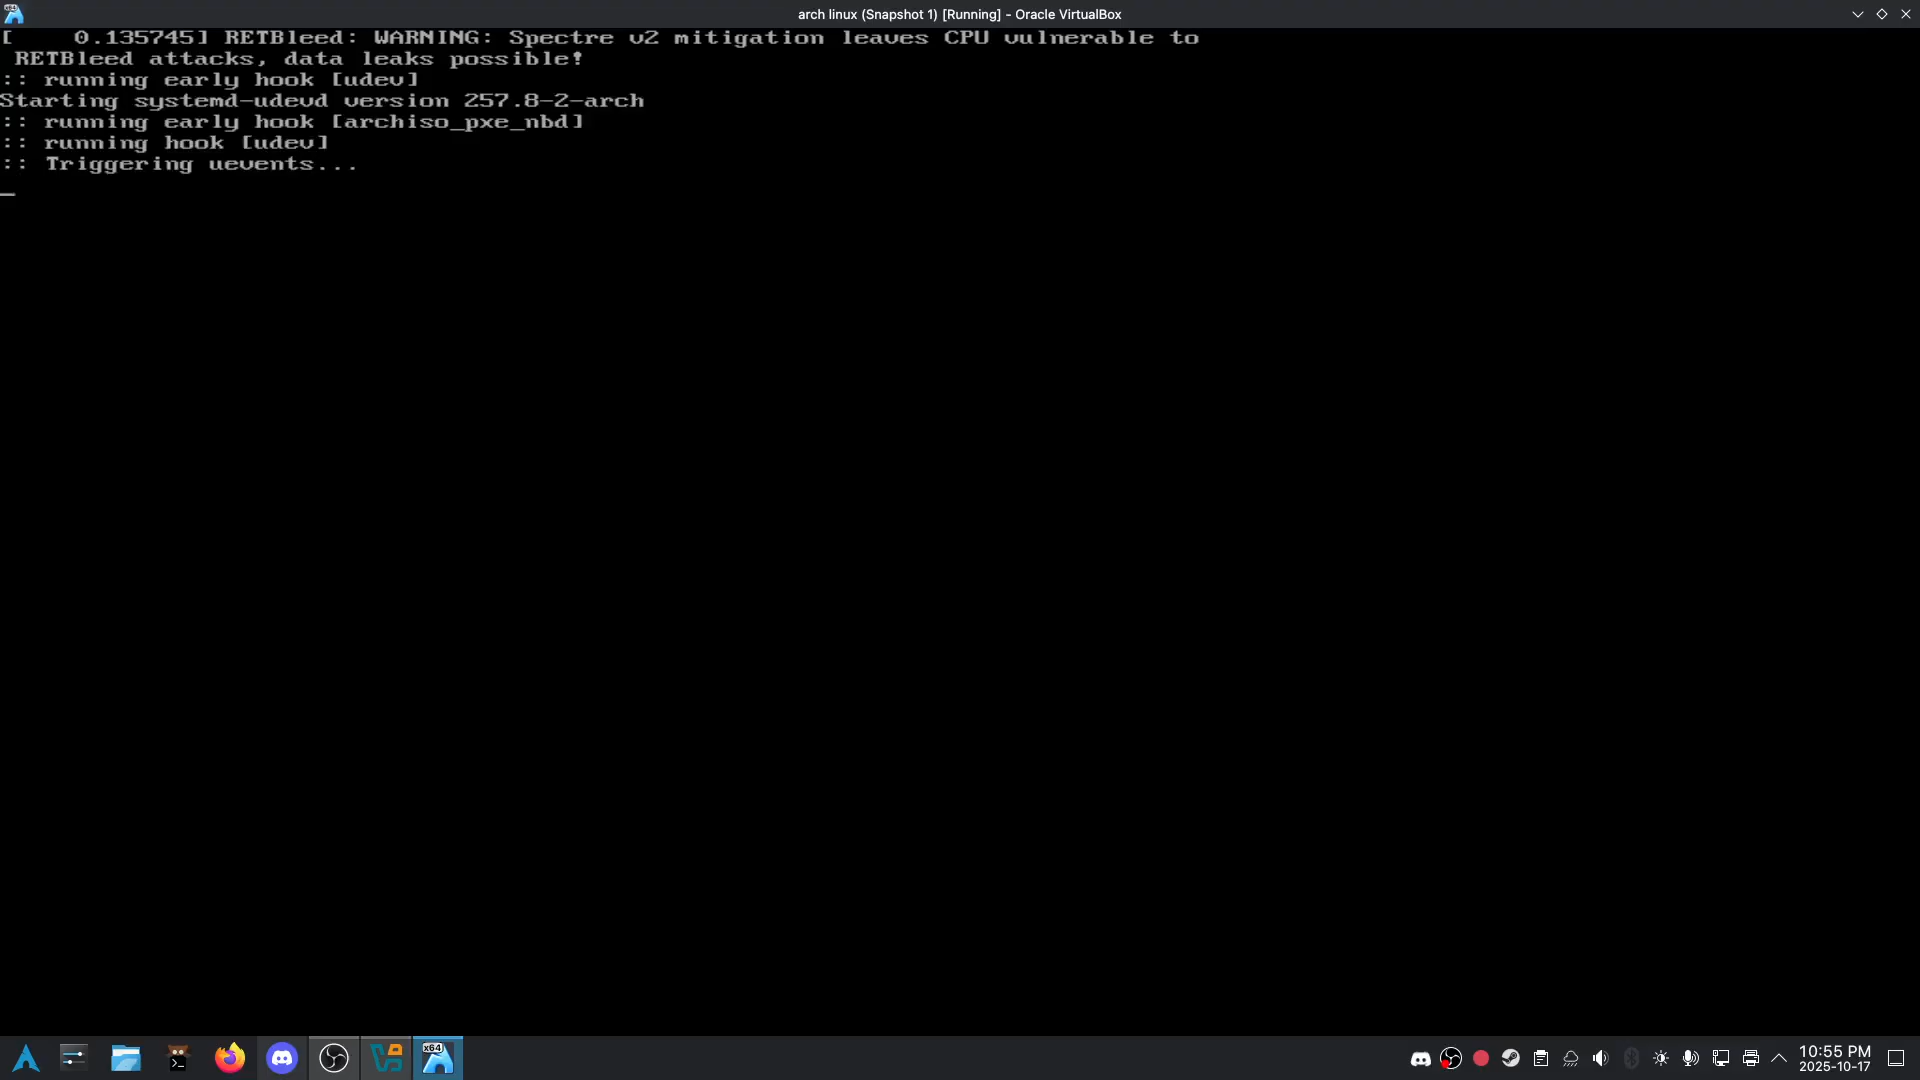 arch linux (Snapshot 1) [Running] - Oracle VirtualBox
[    0.135745] RETBleed: WARNING: Spectre v2 mitigation leaves CPU vulnerable to
 RETBleed attacks, data leaks possible!
:: running early hook [udev]
Starting systemd-udevd version 257.8-2-arch
:: running early hook [archiso_pxe_nbd]
:: running hook [udev]
:: Triggering uevents...
x64
10:55 PM
2025-10-17